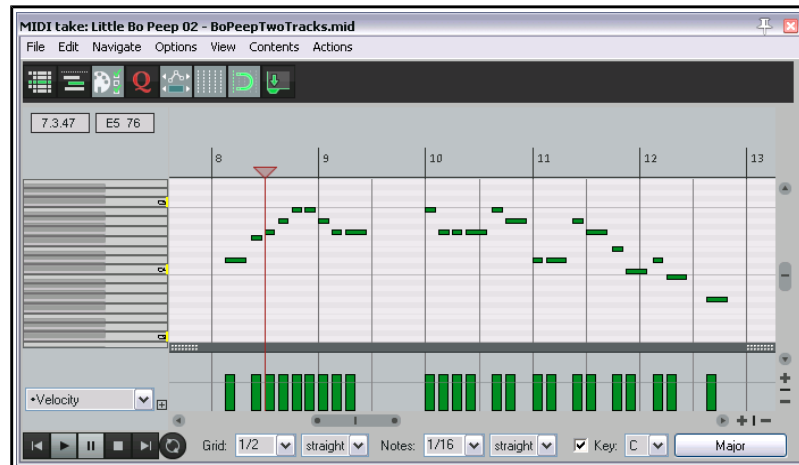 MIDI take: Little Bo Peep 02 - BoPeepTwoTracks.mid
File Edit Navigate Options View Contents Actions
Q
7.3.47 E5 76
8 9 10 11 12 13
•Velocity
Grid: 1/2 straight Notes: 1/16 straight Key: C Major